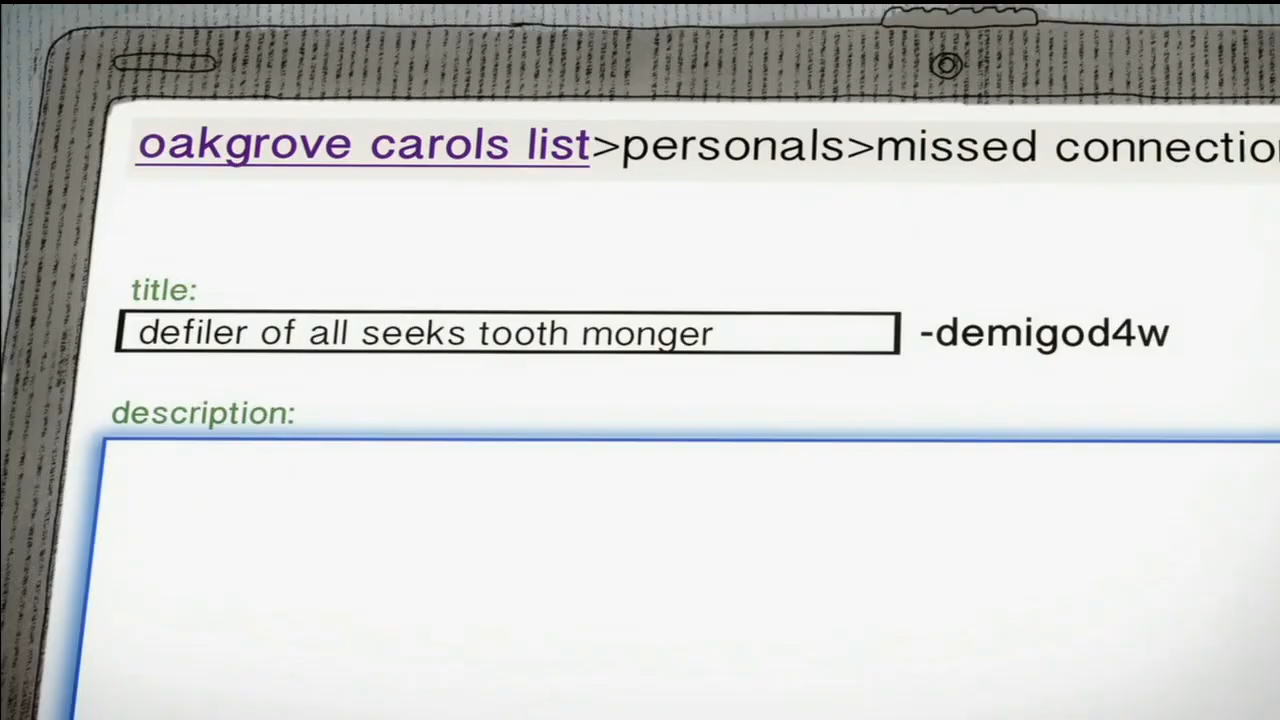 oakgrove carols list>personals>missed connectio
title:
defiler of all seeks tooth monger -demigod4w
description: